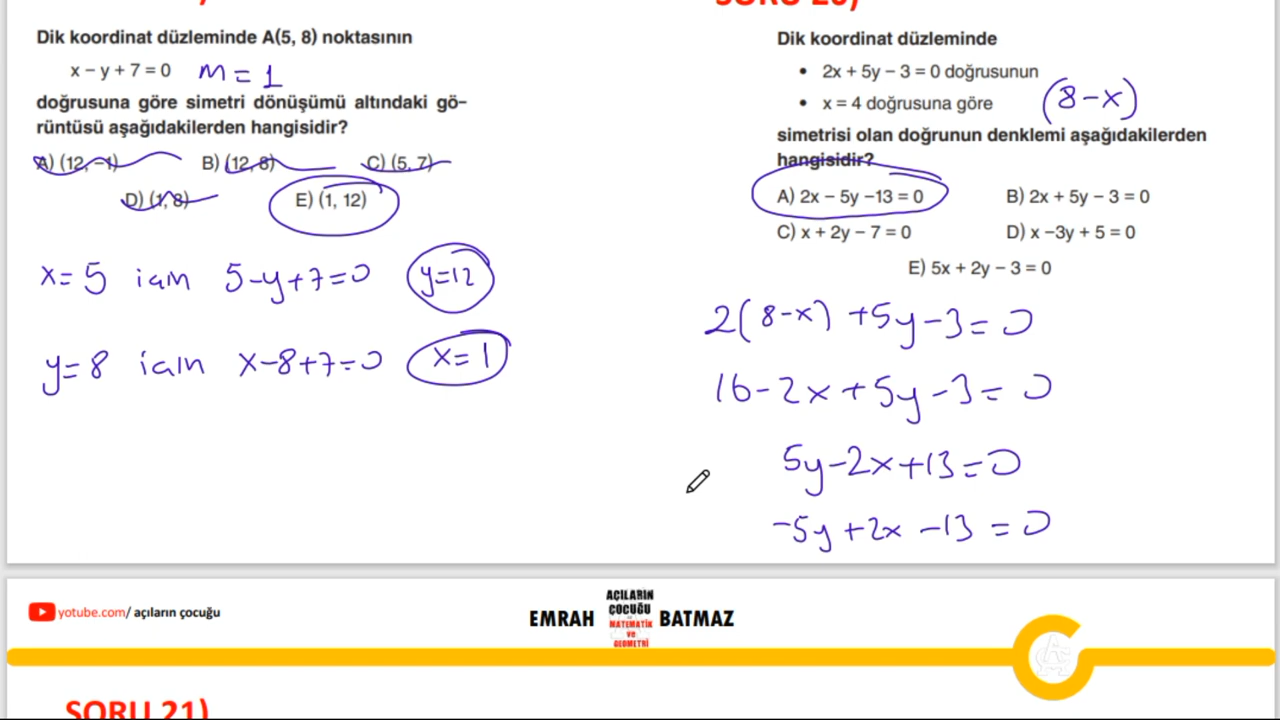 SORU 20)
Dik koordinat düzleminde A(5, 8) noktasının
x – y + 7 = 0 m = 1
doğrusuna göre simetri dönüşümü altındaki gö-
rüntüsü aşağıdakilerden hangisidir?
A) (12, –1) B) (12, 8) C) (5, 7)
D) (1, 8) E) (1, 12)
x = 5 için 5-y+7=0 y=12
y=8 için x-8+7=0 x=1
Dik koordinat düzleminde
• 2x + 5y – 3 = 0 doğrusunun
• x = 4 doğrusuna göre (8-x)
simetrisi olan doğrunun denklemi aşağıdakilerden
hangisidir?
A) 2x – 5y –13 = 0 B) 2x + 5y – 3 = 0
C) x + 2y – 7 = 0 D) x –3y + 5 = 0
E) 5x + 2y – 3 = 0
2(8-x) +5y-3=0
16-2x+5y-3=0
5y-2x+13=0
-5y+2x-13=0
yotube.com/ açıların çocuğu
EMRAH AÇILARIN ÇOCUĞU MATEMATİK VE GEOMETRİ BATMAZ
SORU 21)